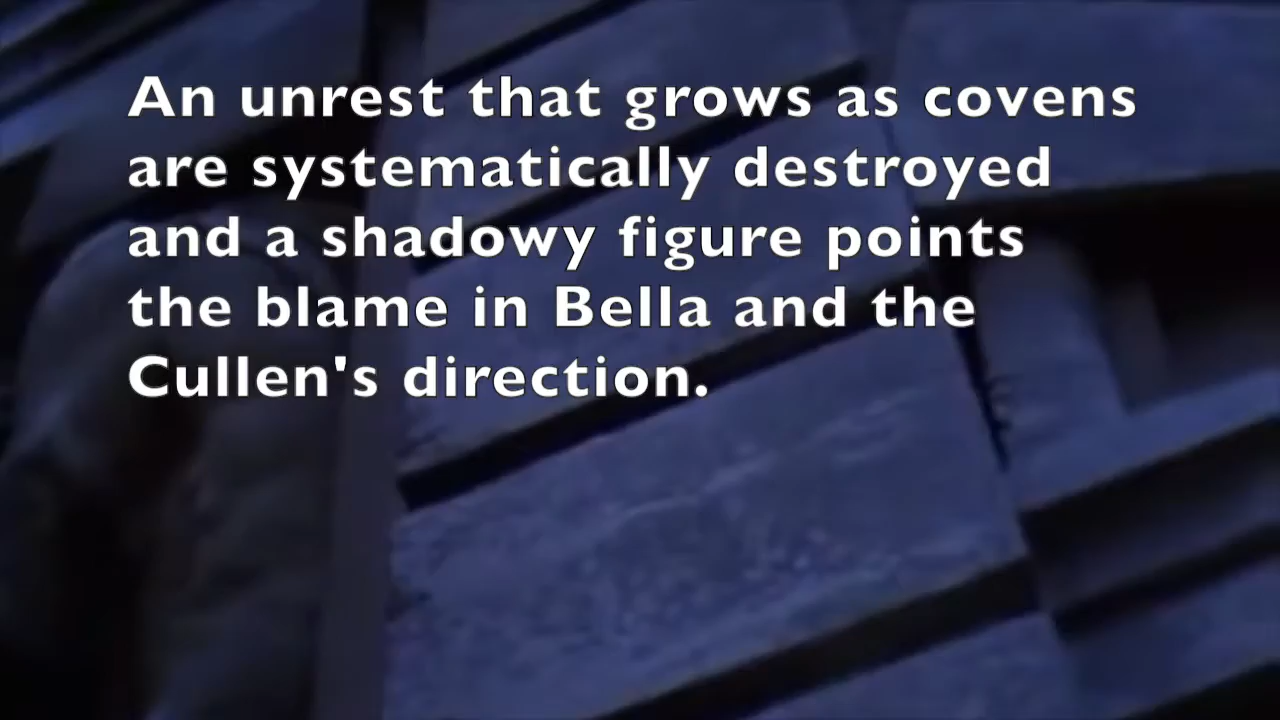 An unrest that grows as covens
are systematically destroyed
and a shadowy figure points
the blame in Bella and the
Cullen's direction.